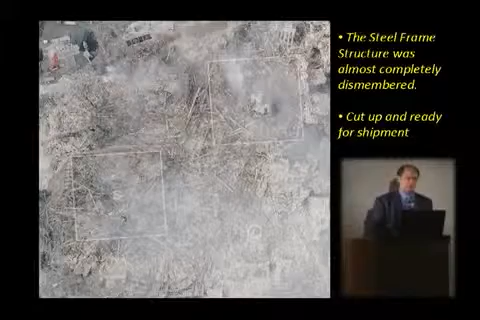 • The Steel Frame
Structure was
almost completely
dismembered.
• Cut up and ready
for shipment